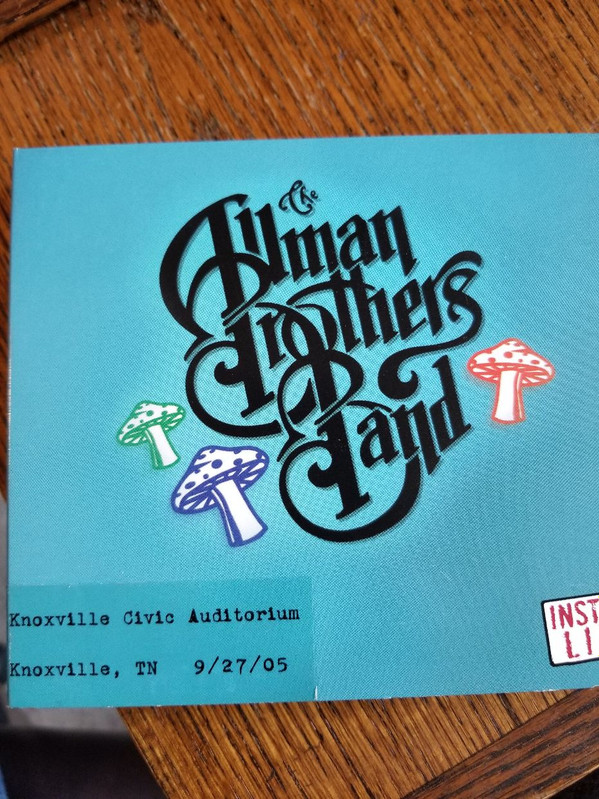 The
Allman
Brothers
Band
Knoxville Civic Auditorium
Knoxville, TN 9/27/05
INST
LI